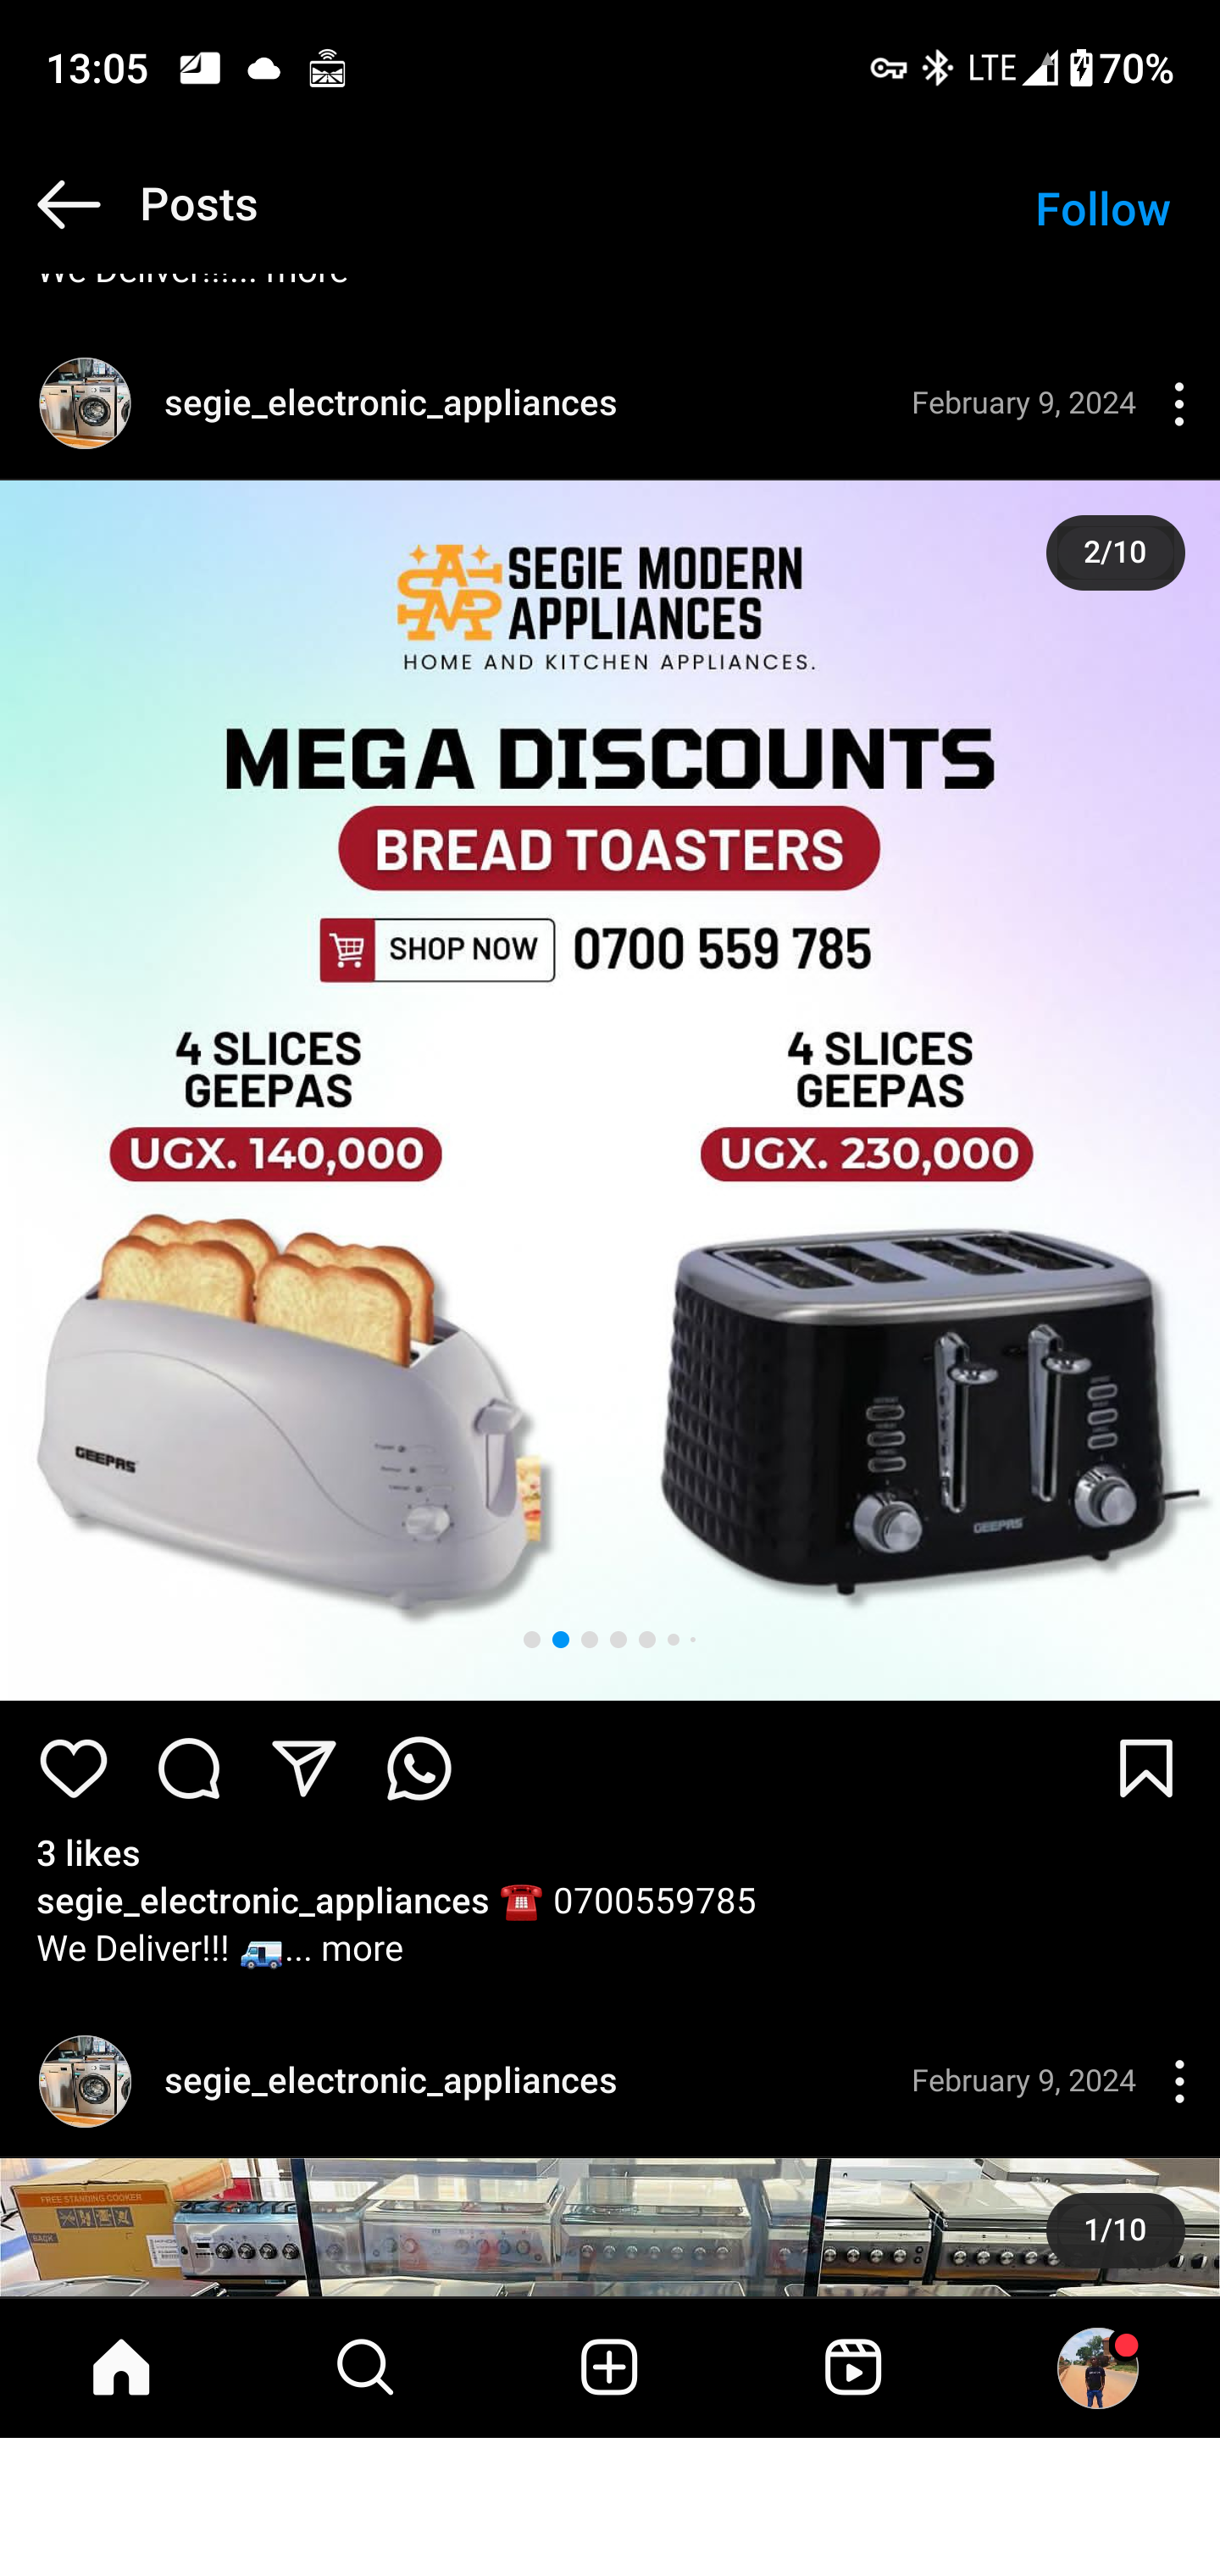 13:05
LTE
70%
Posts
Follow
We Deliver!!!... more
segie_electronic_appliances
February 9, 2024
2/10
SEGIE MODERN
APPLIANCES
HOME AND KITCHEN APPLIANCES.
MEGA DISCOUNTS
BREAD TOASTERS
SHOP NOW
0700 559 785
4 SLICES
GEEPAS
UGX. 140,000
4 SLICES
GEEPAS
UGX. 230,000
GEEPAS
GEEPAS
3 likes
segie_electronic_appliances ☎️ 0700559785
We Deliver!!! 🚐... more
segie_electronic_appliances
February 9, 2024
FREE STANDING COOKER
BACK
1/10